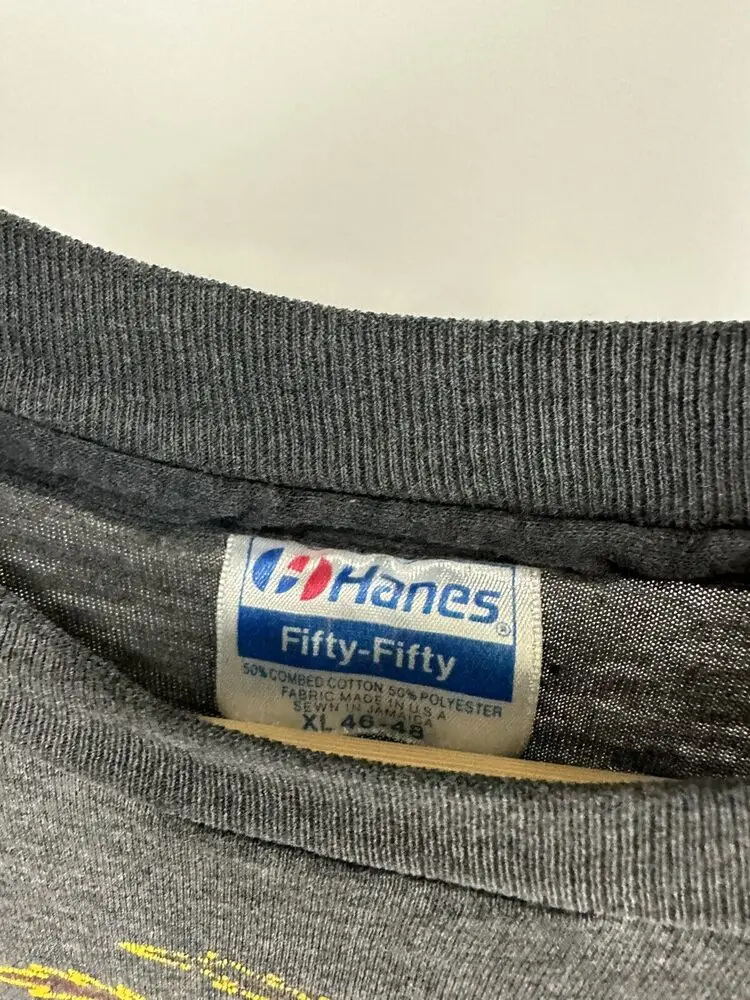 Hanes®
Fifty-Fifty
50% COMBED COTTON 50% POLYESTER
FABRIC MADE IN U.S.A
SEWN IN JAMAICA
XL 46-48